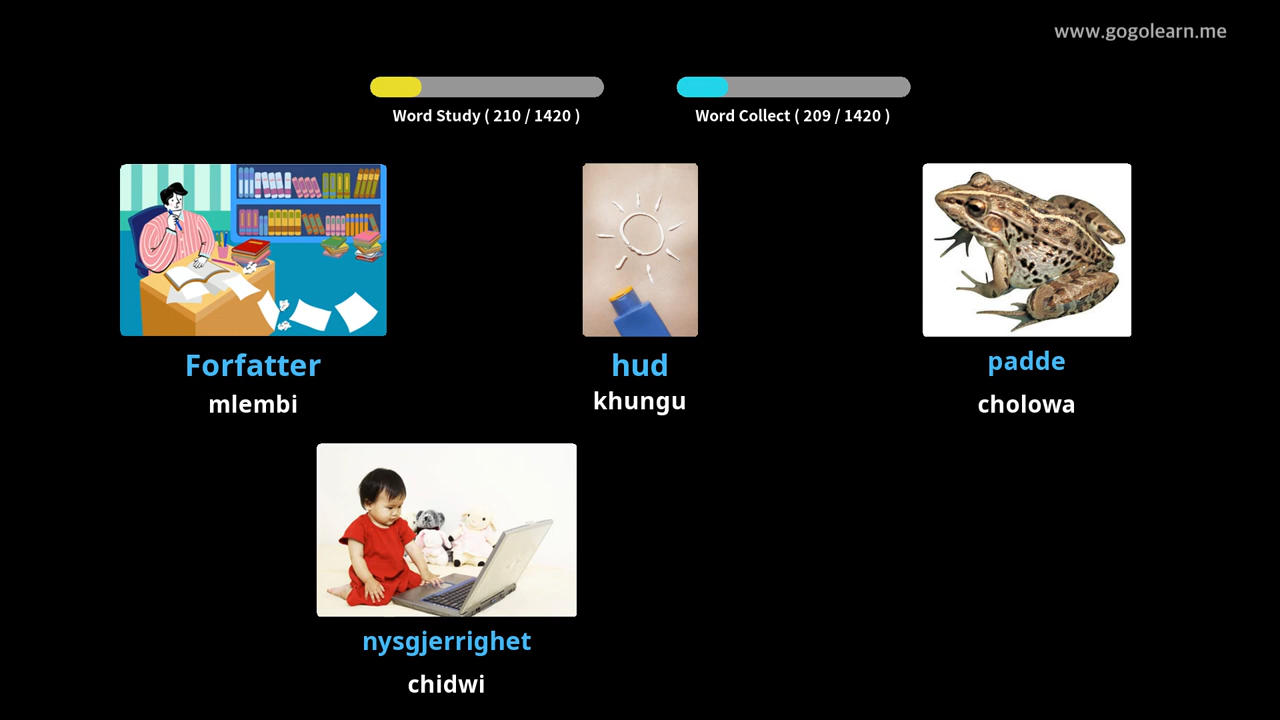 www.gogolearn.me
Word Study ( 210 / 1420 )
Word Collect ( 209 / 1420 )
Forfatter
mlembi
hud
khungu
padde
cholowa
nysgjerrighet
chidwi